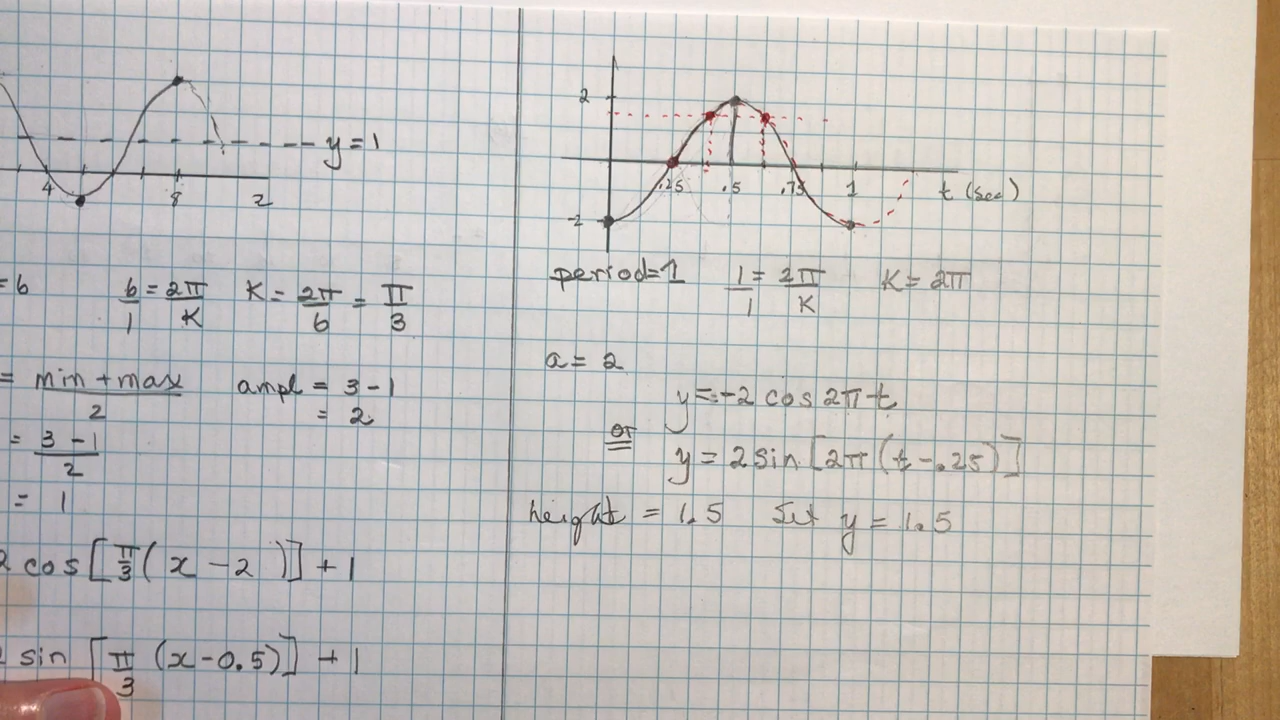 y = 1
4 8 2
= 6 6/1 = 2π/K K = 2π/6 = π/3
= min + max / 2 ampl = 3 - 1
= 2
= 3 - 1 / 2
= 1
2 cos [π/3 (x - 2 )] + 1
sin [π/3 (x - 0.5)] + 1
2
.25 .5 .75 1 t (sec)
-2
period = 1 1/1 = 2π/K K = 2π
a = 2
y = -2 cos 2π t
or
y = 2 sin [2π (t - .25)]
height = 1.5 Set y = 1.5